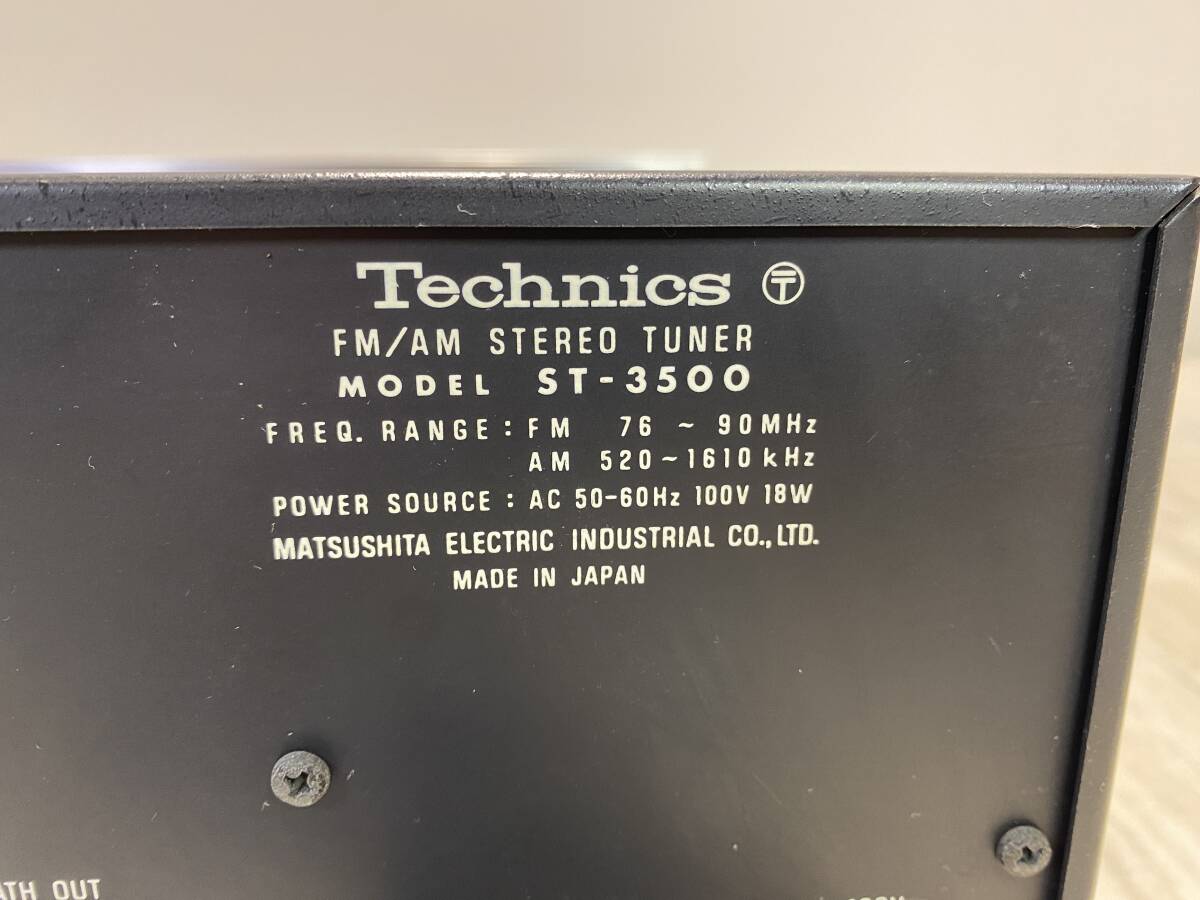 Technics 〶
FM/AM STEREO TUNER
MODEL ST-3500
FREQ. RANGE : FM 76 ~ 90MHz
AM 520~1610 kHz
POWER SOURCE : AC 50-60Hz 100V 18W
MATSUSHITA ELECTRIC INDUSTRIAL CO., LTD.
MADE IN JAPAN
OUT